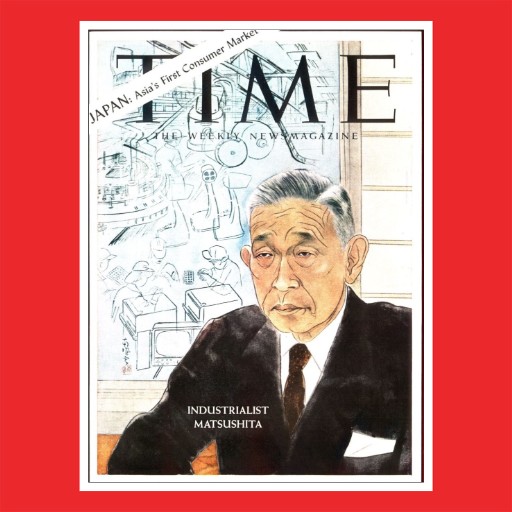 JAPAN: Asia's First Consumer Market
TIME
THE WEEKLY NEWSMAGAZINE
INDUSTRIALIST
MATSUSHITA